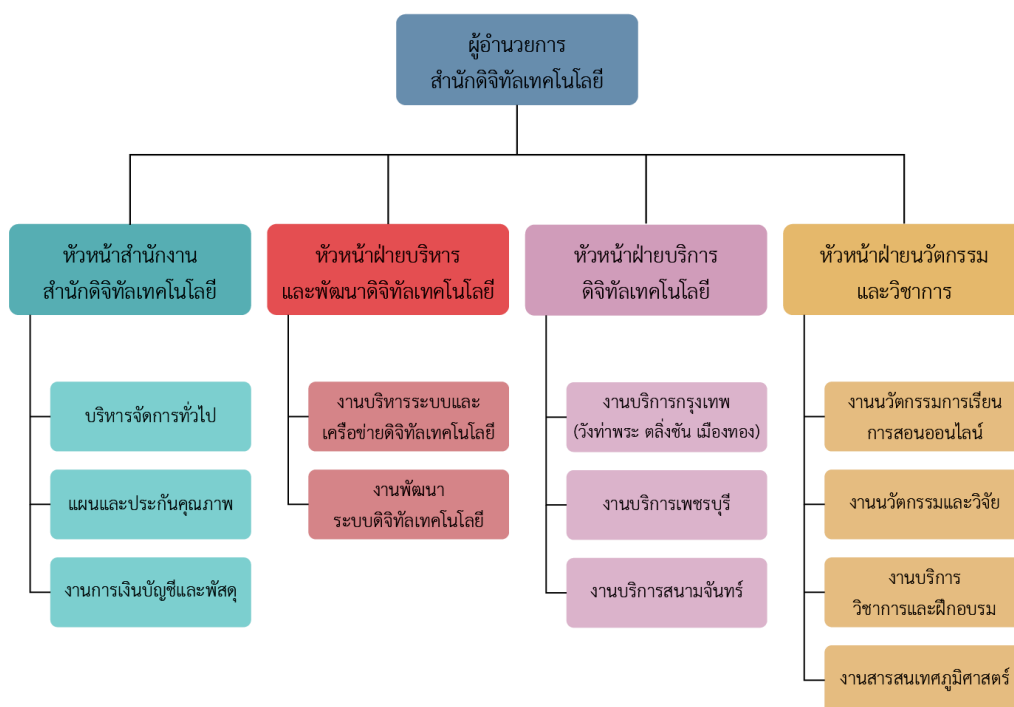 ผู้อำนวยการ
สำนักดิจิทัลเทคโนโลยี
หัวหน้าสำนักงาน
สำนักดิจิทัลเทคโนโลยี
บริหารจัดการทั่วไป
แผนและประกันคุณภาพ
งานการเงินบัญชีและพัสดุ
หัวหน้าฝ่ายบริหาร
และพัฒนาดิจิทัลเทคโนโลยี
งานบริหารระบบและ
เครือข่ายดิจิทัลเทคโนโลยี
งานพัฒนา
ระบบดิจิทัลเทคโนโลยี
หัวหน้าฝ่ายบริการ
ดิจิทัลเทคโนโลยี
งานบริการกรุงเทพ
(วังท่าพระ ตลิ่งชัน เมืองทอง)
งานบริการเพชรบุรี
งานบริการสนามจันทร์
หัวหน้าฝ่ายนวัตกรรม
และวิชาการ
งานนวัตกรรมการเรียน
การสอนออนไลน์
งานนวัตกรรมและวิจัย
งานบริการ
วิชาการและฝึกอบรม
งานสารสนเทศภูมิศาสตร์